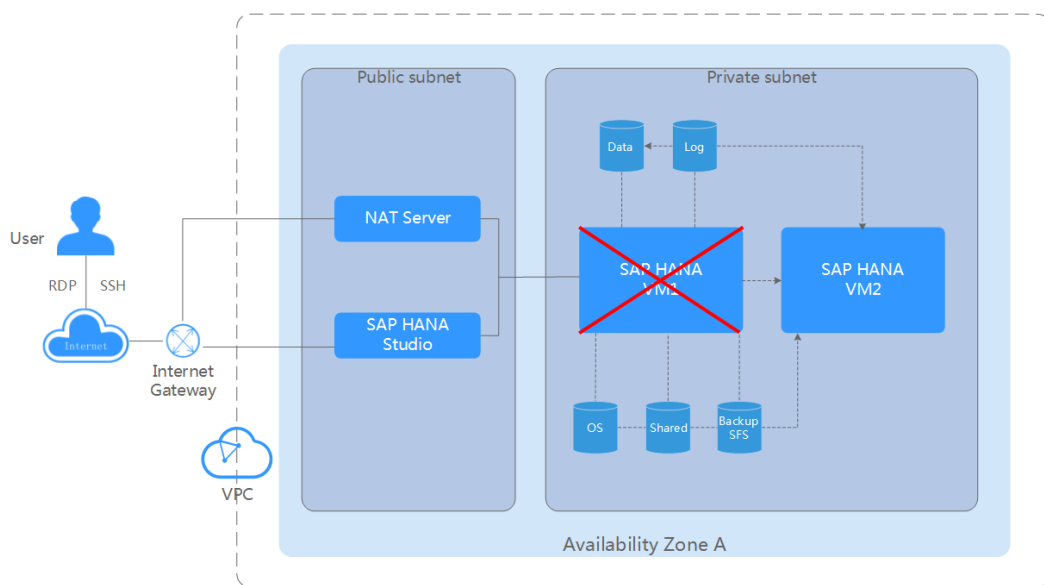 Public subnet
Private subnet
Data
Log
NAT Server
User
SAP HANA
VM1
SAP HANA
VM2
RDP
SSH
SAP HANA
Studio
Internet
Internet
Gateway
OS
Shared
Backup
SFS
VPC
Availability Zone A